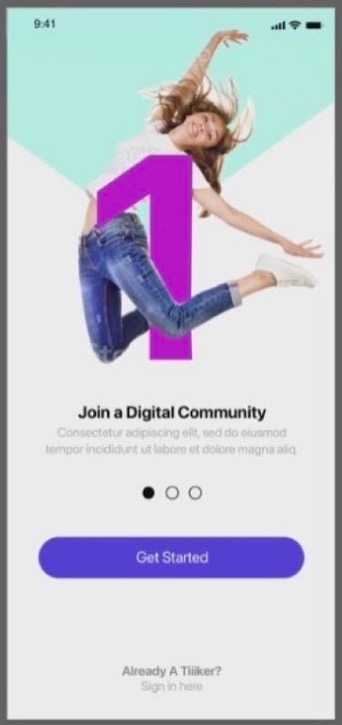 9:41
1
Join a Digital Community
Consectetur adipiscing elit, sed do eiusmod
tempor incididunt ut labore et dolore magna aliq.
Get Started
Already A Tiiiker?
Sign in here